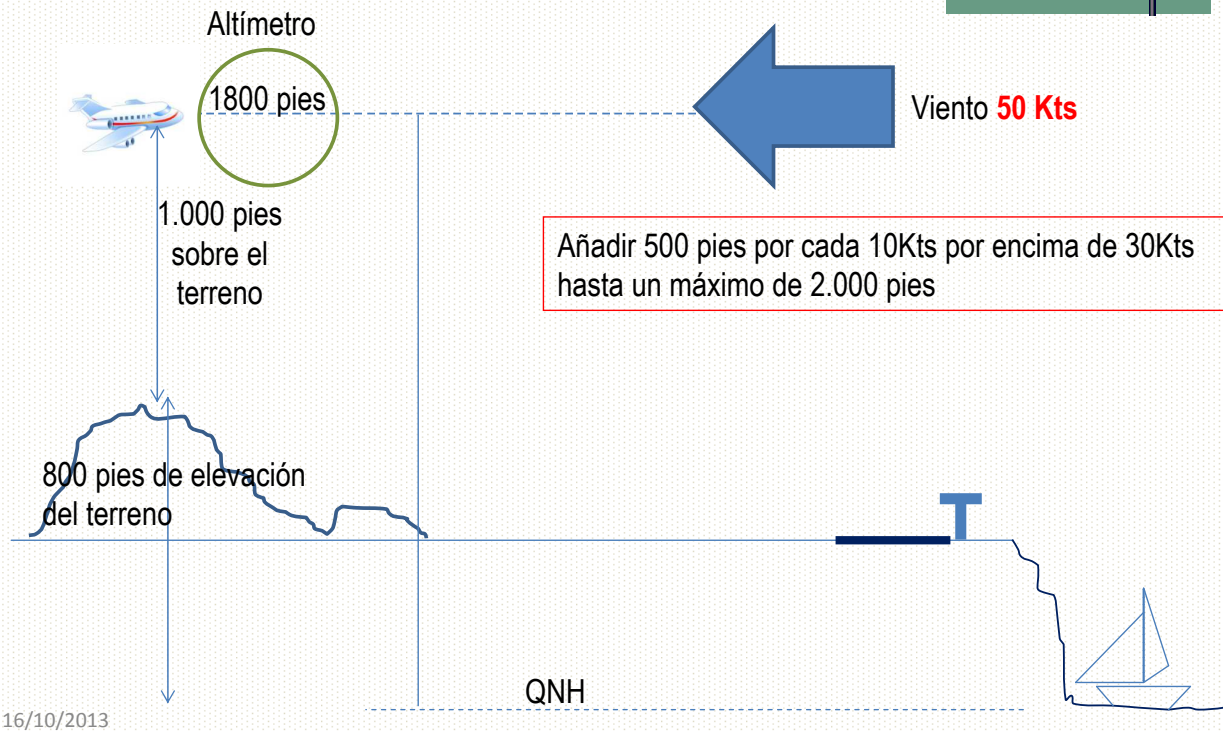 Altímetro
1800 pies
Viento 50 Kts
1.000 pies
sobre el
terreno
Añadir 500 pies por cada 10Kts por encima de 30Kts
hasta un máximo de 2.000 pies
800 pies de elevación
del terreno
QNH
16/10/2013